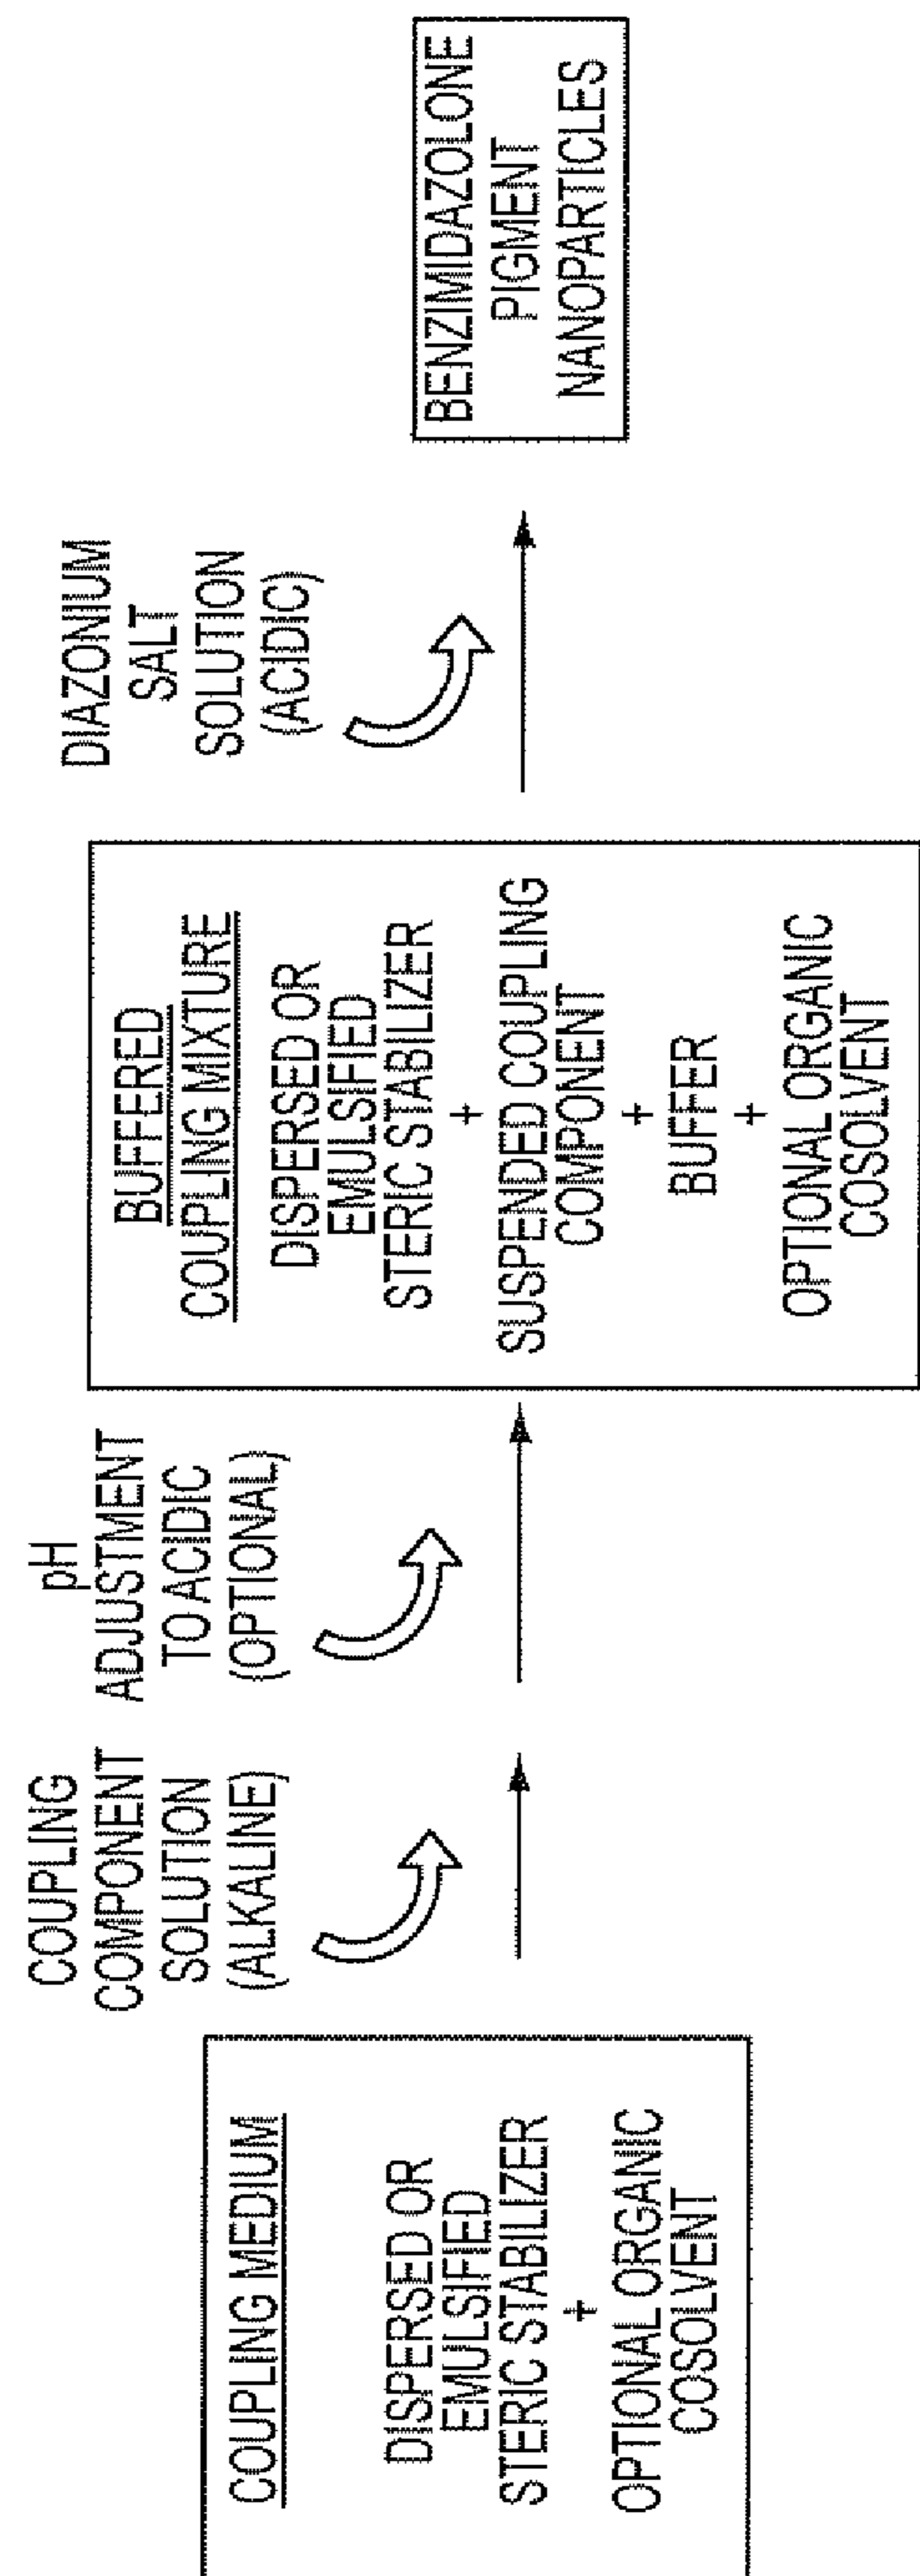 COUPLING MEDIUM
DISPERSED OR
EMULSIFIED
STERIC STABILIZER
+
OPTIONAL ORGANIC
COSOLVENT
COUPLING
COMPONENT
SOLUTION
(ALKALINE)
pH
ADJUSTMENT
TO ACIDIC
(OPTIONAL)
BUFFERED
COUPLING MIXTURE
DISPERSED OR
EMULSIFIED
STERIC STABILIZER
+
SUSPENDED COUPLING
COMPONENT
+
BUFFER
+
OPTIONAL ORGANIC
COSOLVENT
DIAZONIUM
SALT
SOLUTION
(ACIDIC)
BENZIMIDAZOLONE
PIGMENT
NANOPARTICLES